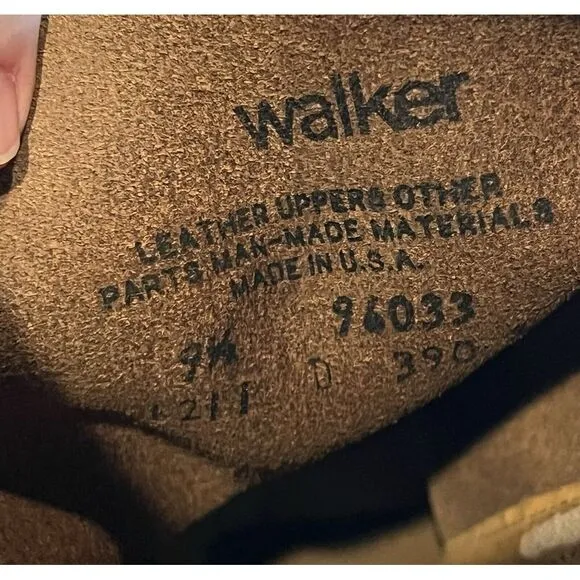 walker
LEATHER UPPERS OTHER
PARTS MAN-MADE MATERIALS
MADE IN U.S.A.
9½ 96033
D 390